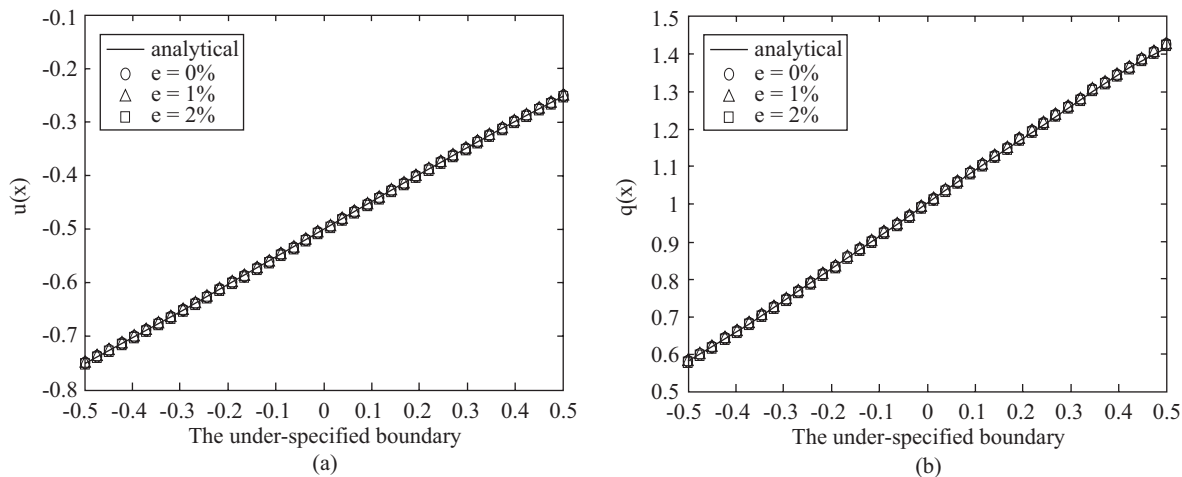 -0.1
-0.2
-0.3
-0.4
-0.5
-0.6
-0.7
-0.8
u(x)
analytical
e = 0%
e = 1%
e = 2%
-0.5 -0.4 -0.3 -0.2 -0.1 0 0.1 0.2 0.3 0.4 0.5
The under-specified boundary
(a)
1.5
1.4
1.3
1.2
1.1
1
0.9
0.8
0.7
0.6
0.5
q(x)
analytical
e = 0%
e = 1%
e = 2%
-0.5 -0.4 -0.3 -0.2 -0.1 0 0.1 0.2 0.3 0.4 0.5
The under-specified boundary
(b)